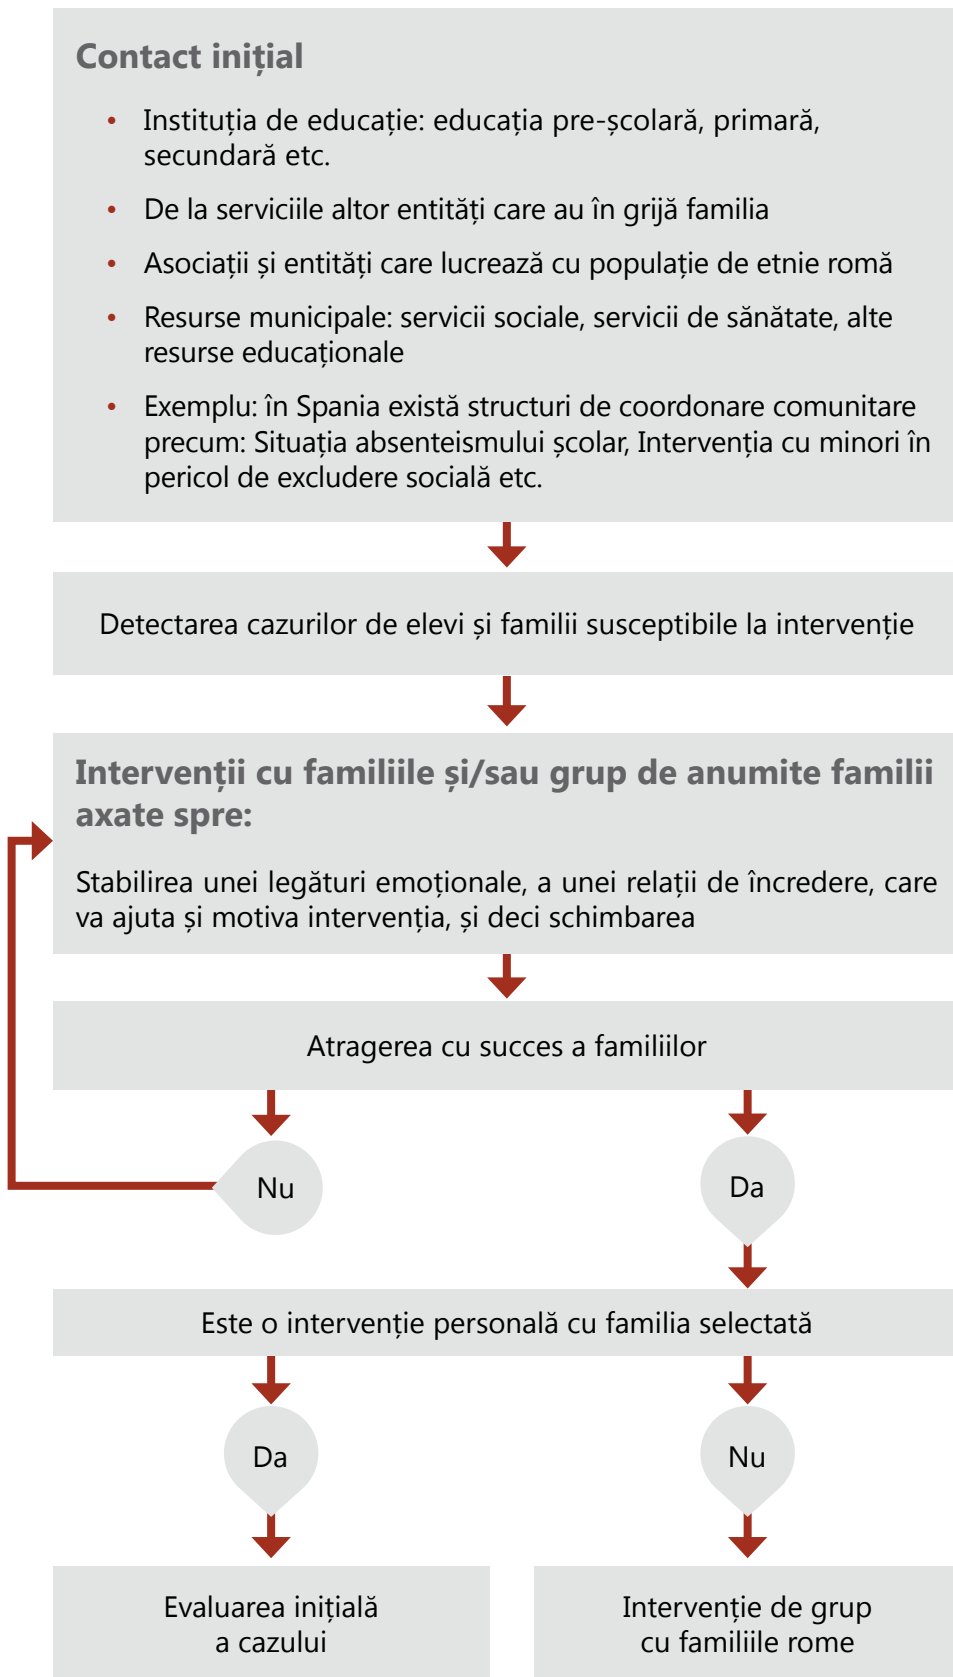 Contact inițial
• Instituția de educație: educația pre-școlară, primară,
secundară etc.
• De la serviciile altor entități care au în grijă familia
• Asociații și entități care lucrează cu populație de etnie romă
• Resurse municipale: servicii sociale, servicii de sănătate, alte
resurse educaționale
• Exemplu: în Spania există structuri de coordonare comunitare
precum: Situația absenteismului școlar, Intervenția cu minori în
pericol de excludere socială etc.
Detectarea cazurilor de elevi și familii susceptibile la intervenție
Intervenții cu familiile și/sau grup de anumite familii
axate spre:
Stabilirea unei legături emoționale, a unei relații de încredere, care
va ajuta și motiva intervenția, și deci schimbarea
Atragerea cu succes a familiilor
Nu
Da
Este o intervenție personală cu familia selectată
Da
Nu
Evaluarea inițială
a cazului
Intervenție de grup
cu familiile rome